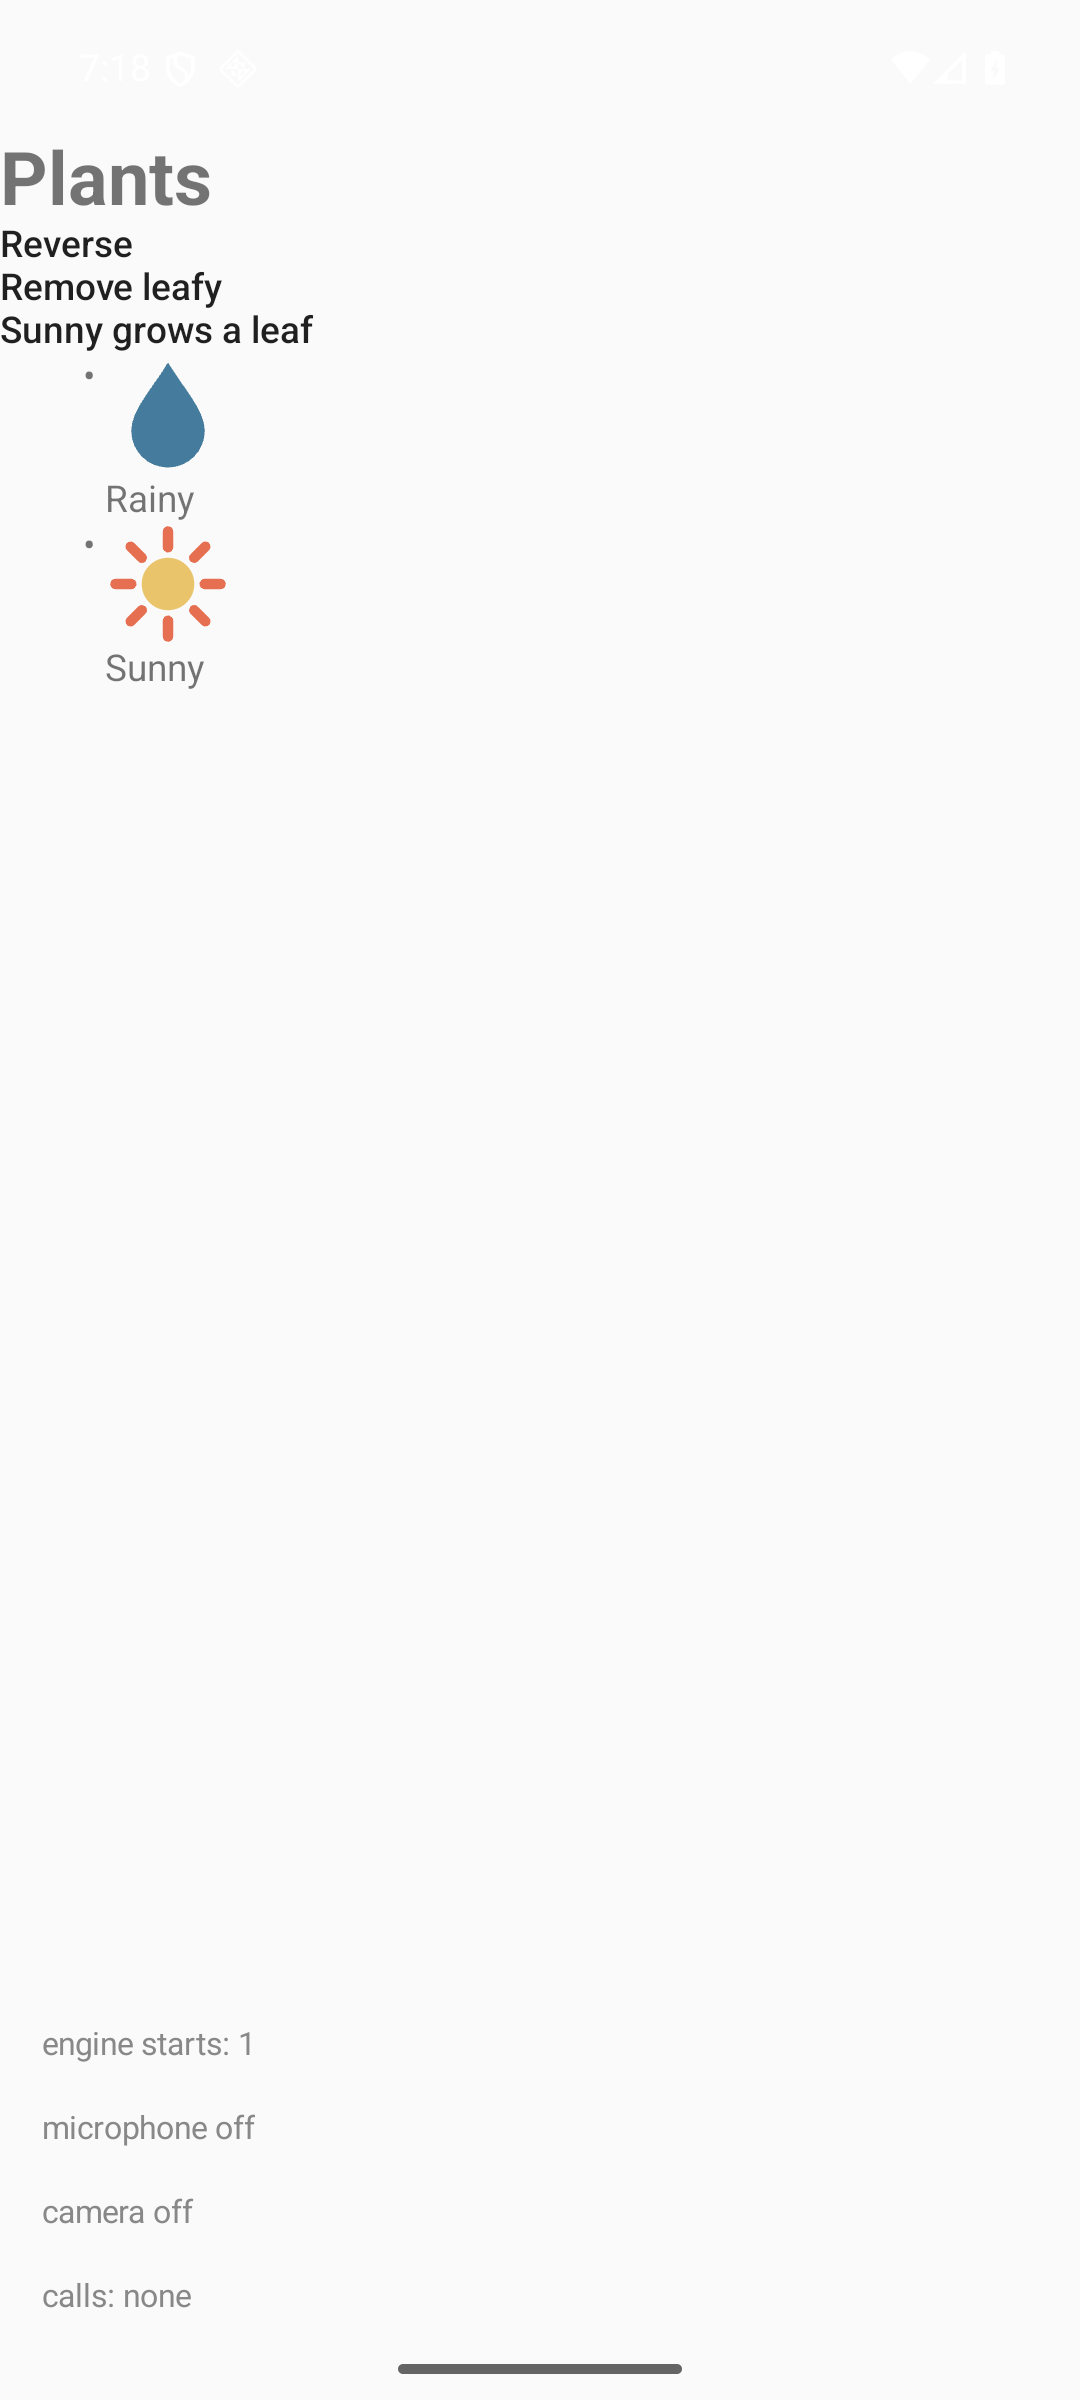 7:18
Plants
Reverse
Remove leafy
Sunny grows a leaf
Rainy
Sunny
engine starts: 1
microphone off
camera off
calls: none